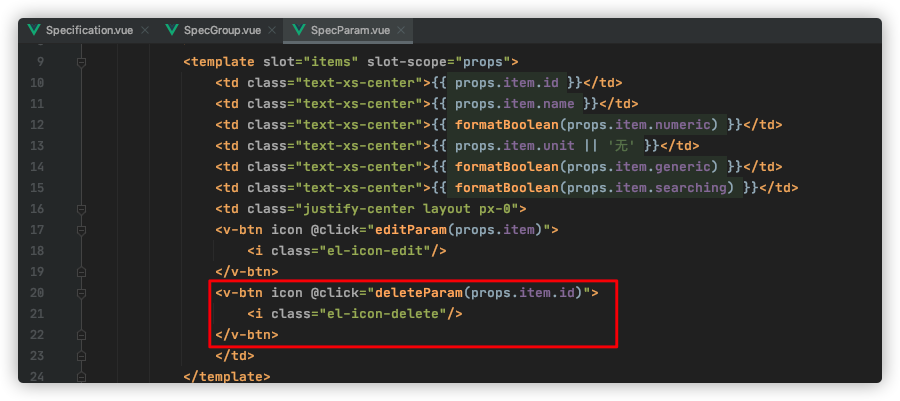 Specification.vue SpecGroup.vue SpecParam.vue
9 <template slot="items" slot-scope="props">
10 <td class="text-xs-center">{{ props.item.id }}</td>
11 <td class="text-xs-center">{{ props.item.name }}</td>
12 <td class="text-xs-center">{{ formatBoolean(props.item.numeric) }}</td>
13 <td class="text-xs-center">{{ props.item.unit || '无' }}</td>
14 <td class="text-xs-center">{{ formatBoolean(props.item.generic) }}</td>
15 <td class="text-xs-center">{{ formatBoolean(props.item.searching) }}</td>
16 <td class="justify-center layout px-0">
17 <v-btn icon @click="editParam(props.item)">
18 <i class="el-icon-edit"/>
19 </v-btn>
20 <v-btn icon @click="deleteParam(props.item.id)">
21 <i class="el-icon-delete"/>
22 </v-btn>
23 </td>
24 </template>